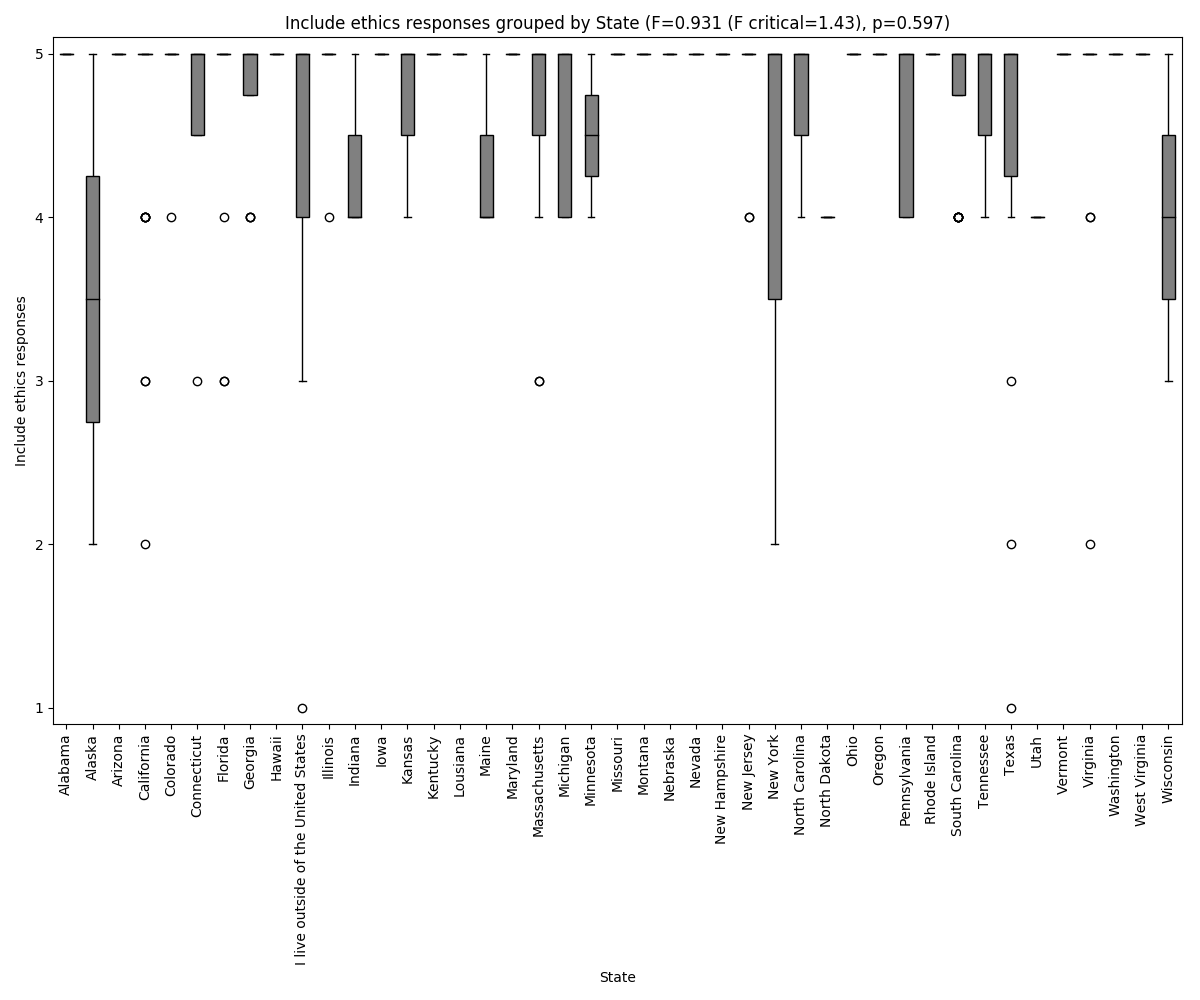 Include ethics responses grouped by State (F=0.931 (F critical=1.43), p=0.597)
Include ethics responses
5
4
3
2
1
Alabama
Alaska
Arizona
California
Colorado
Connecticut
Florida
Georgia
Hawaii
I live outside of the United States
Illinois
Indiana
Iowa
Kansas
Kentucky
Lousiana
Maine
Maryland
Massachusetts
Michigan
Minnesota
Missouri
Montana
Nebraska
Nevada
New Hampshire
New Jersey
New York
North Carolina
North Dakota
Ohio
Oregon
Pennsylvania
Rhode Island
South Carolina
Tennessee
Texas
Utah
Vermont
Virginia
Washington
West Virginia
Wisconsin
State